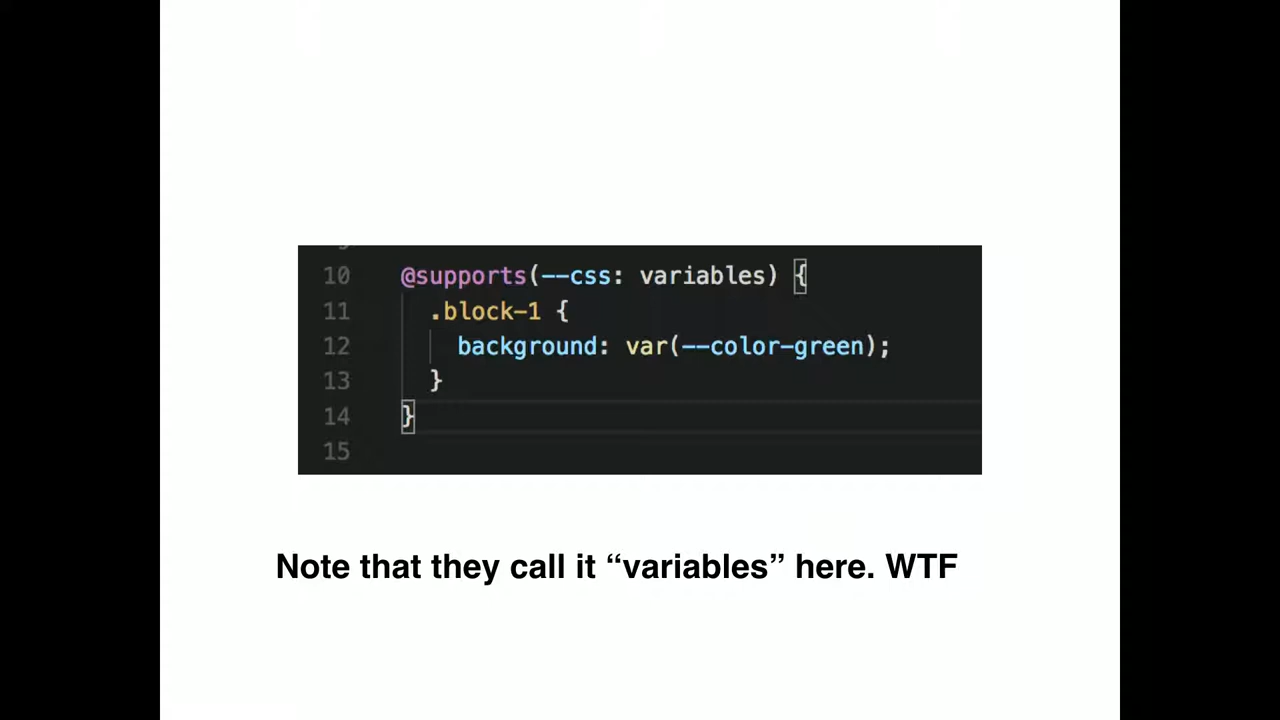 10 @supports(--css: variables) {
11 .block-1 {
12 background: var(--color-green);
13 }
14 }
15
Note that they call it “variables” here. WTF